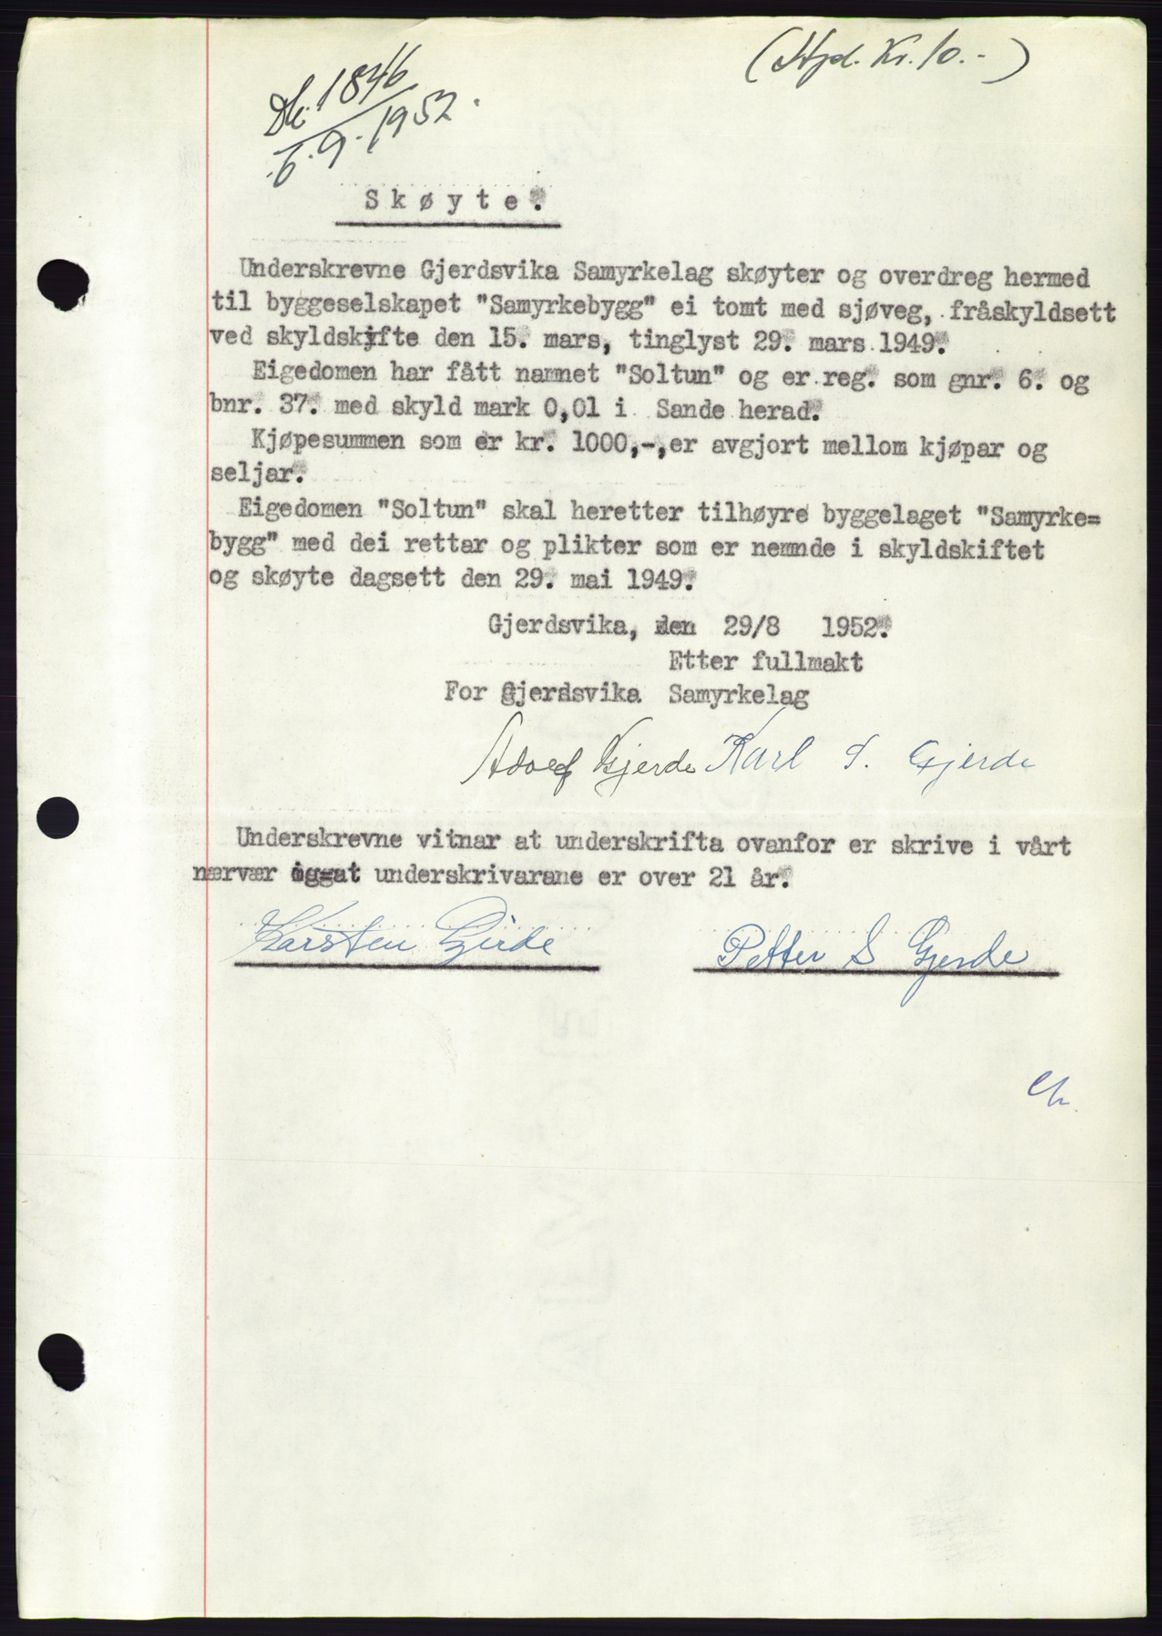 (Stpl. Kr. 10.-)
Dk. 1846
6.9.1952.
Skøyte.
Underskrevne Gjerdsvika Samyrkelag skøyter og overdreg hermed
til byggeselskapet "Samyrkebygg" ei tomt med sjøveg, fråskyldsett
ved skyldskifte den 15. mars, tinglyst 29. mars 1949.
Eigedomen har fått namnet "Soltun" og er reg. som gnr. 6. og
bnr. 37. med skyld mark 0,01 i Sande herad.
Kjøpesummen som er kr. 1000,-,er avgjort mellom kjøpar og
seljar.
Eigedomen "Soltun" skal heretter tilhøyre byggelaget "Samyrke=
bygg" med dei rettar og plikter som er nemnde i skyldskiftet
og skøyte dagsett den 29. mai 1949.
Gjerdsvika, den 29/8 1952.
Etter fullmakt
For Gjerdsvika Samyrkelag
Adolf Gjerde Karl S. Gjerde
Underskrevne vitnar at underskrifta ovanfor er skrive i vårt
nærvær og at underskrivarane er over 21 år.
Karsten Gjerde Petter S Gjerde